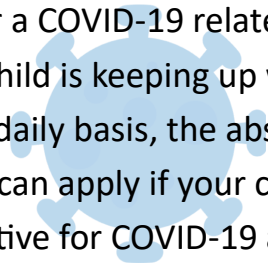 a COVID-19 relate
hild is keeping up
daily basis, the abs
can apply if your c
tive for COVID-19